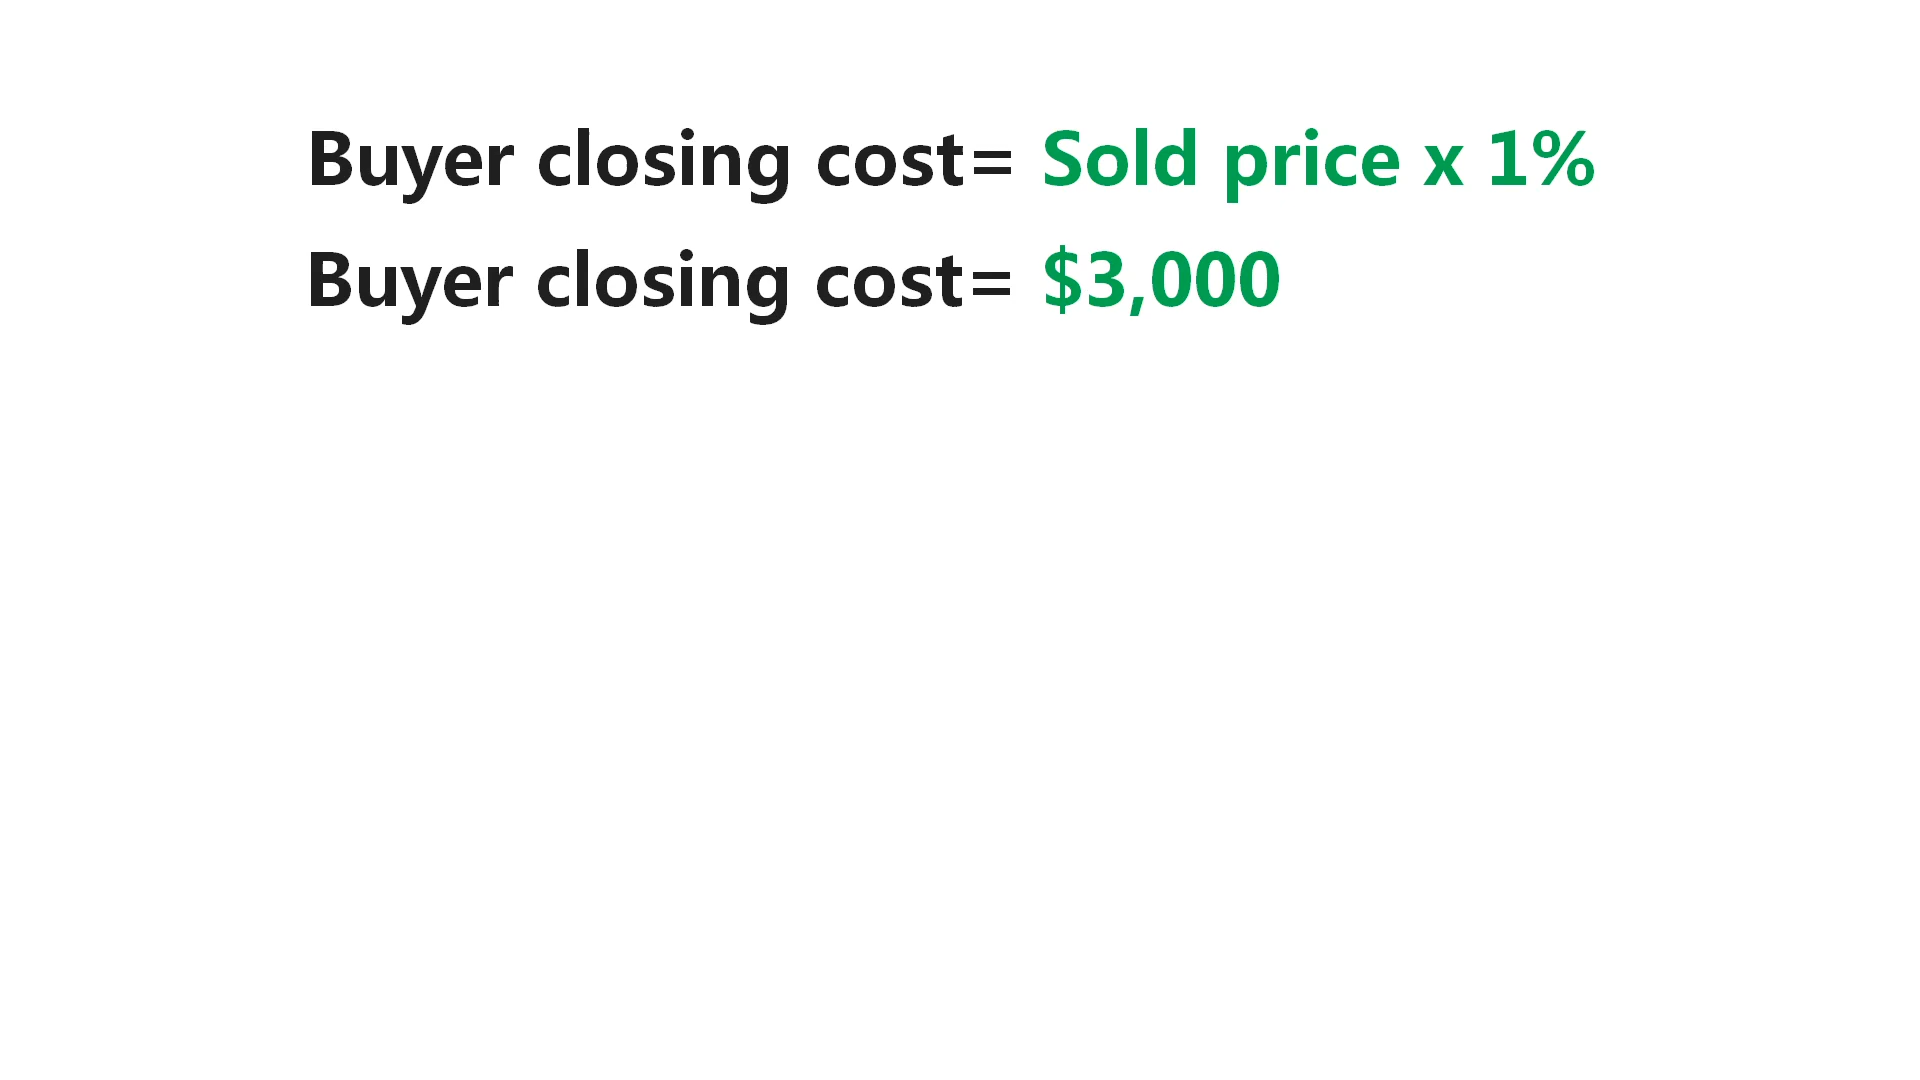 Buyer closing cost= Sold price x 1%
Buyer closing cost= $3,000